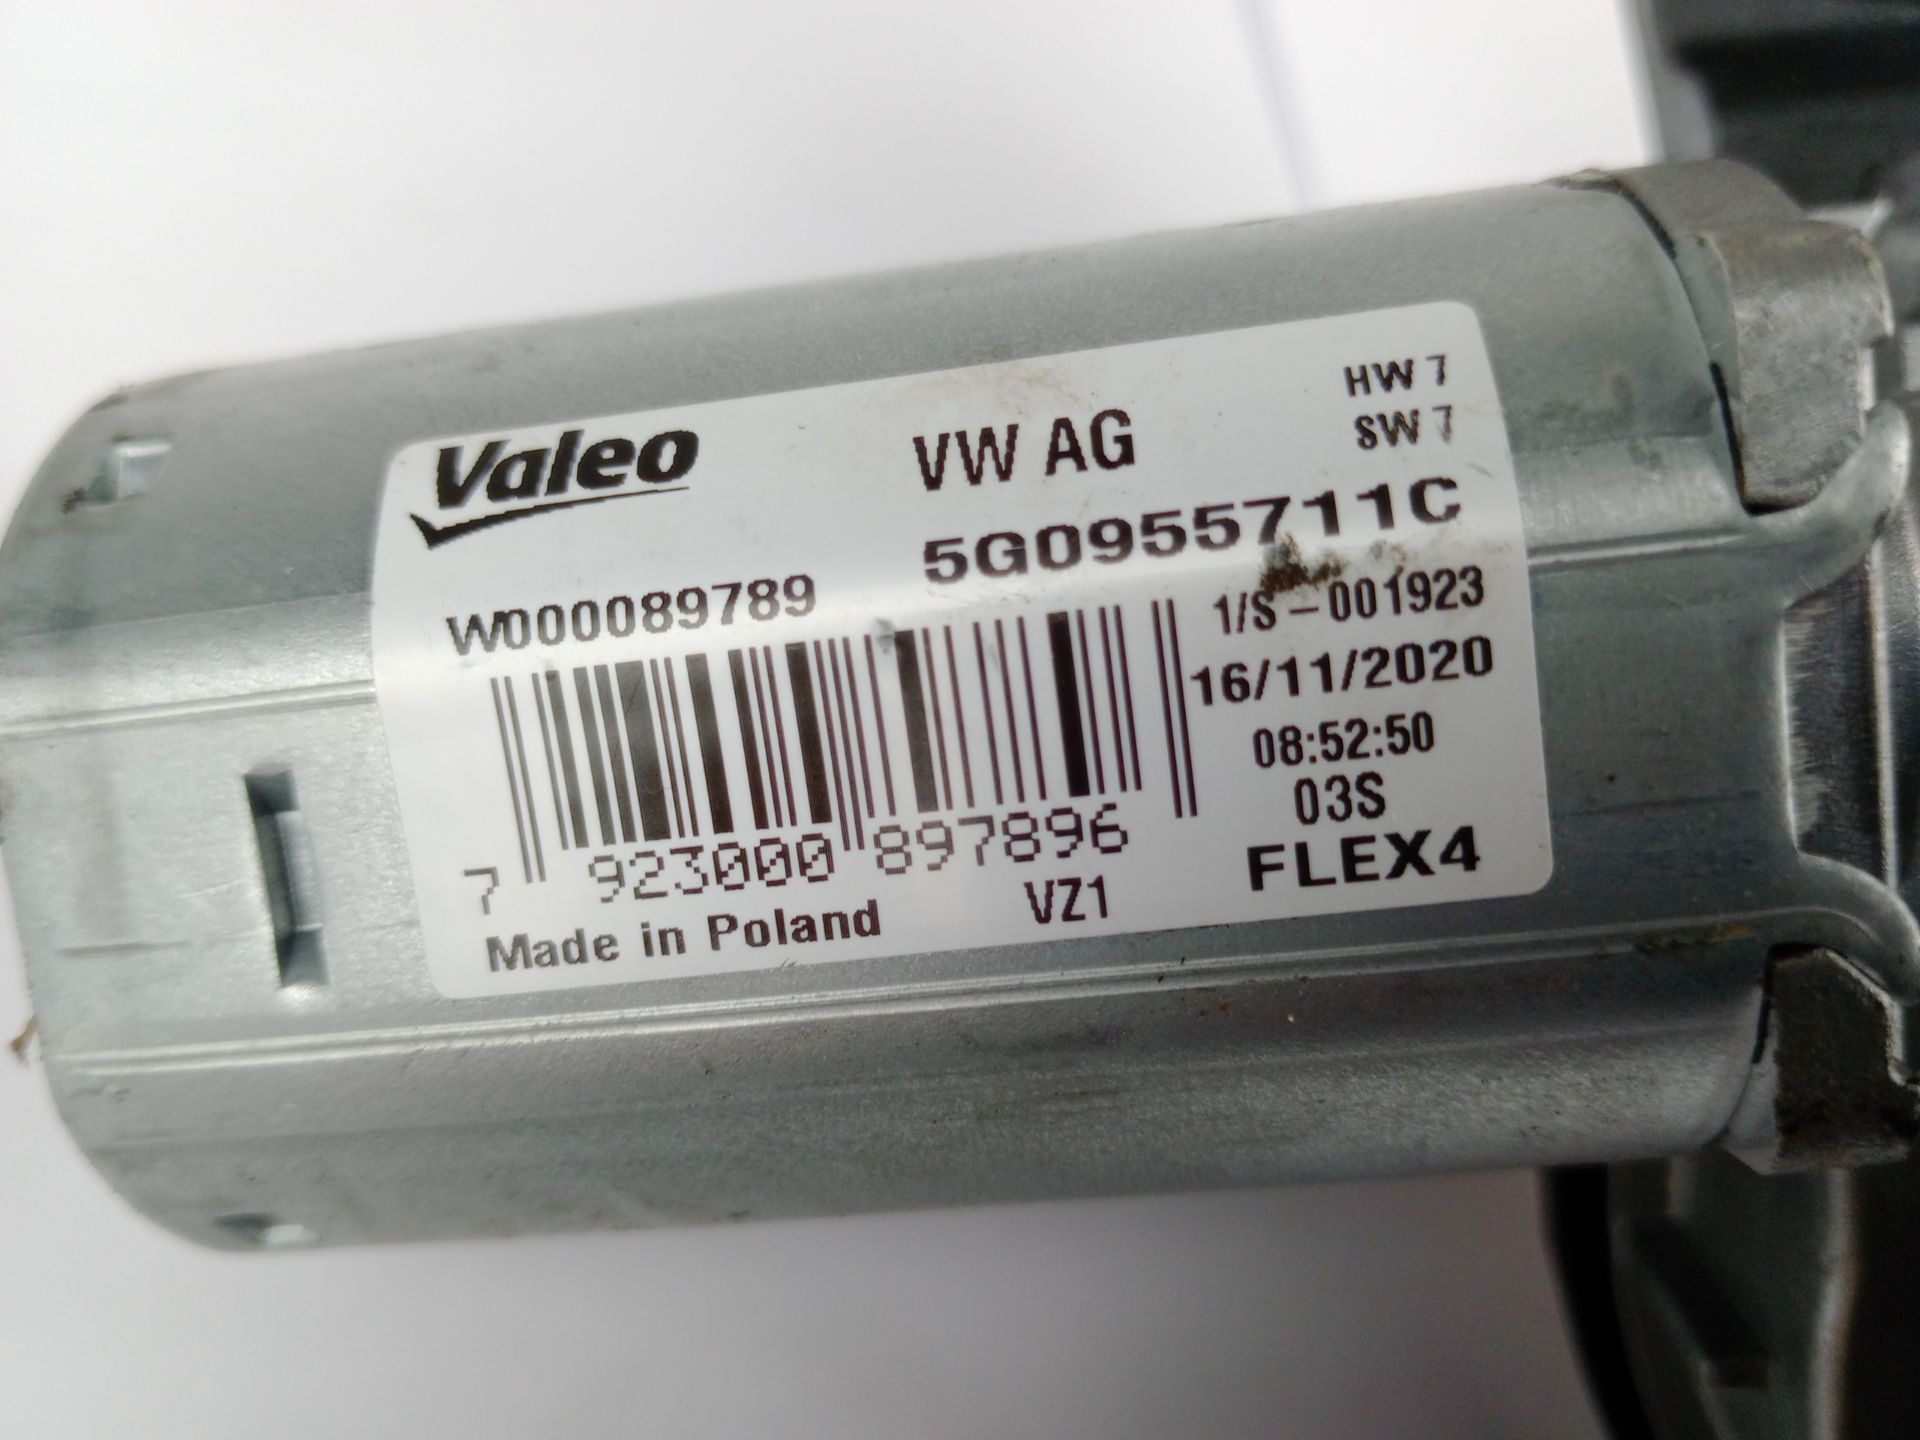 Valeo
VW AG
HW 7
SW 7
5G0955711C
W000089789
1/S-001923
16/11/2020
08:52:50
03S
FLEX4
7 923000 897896
Made in Poland
VZ1